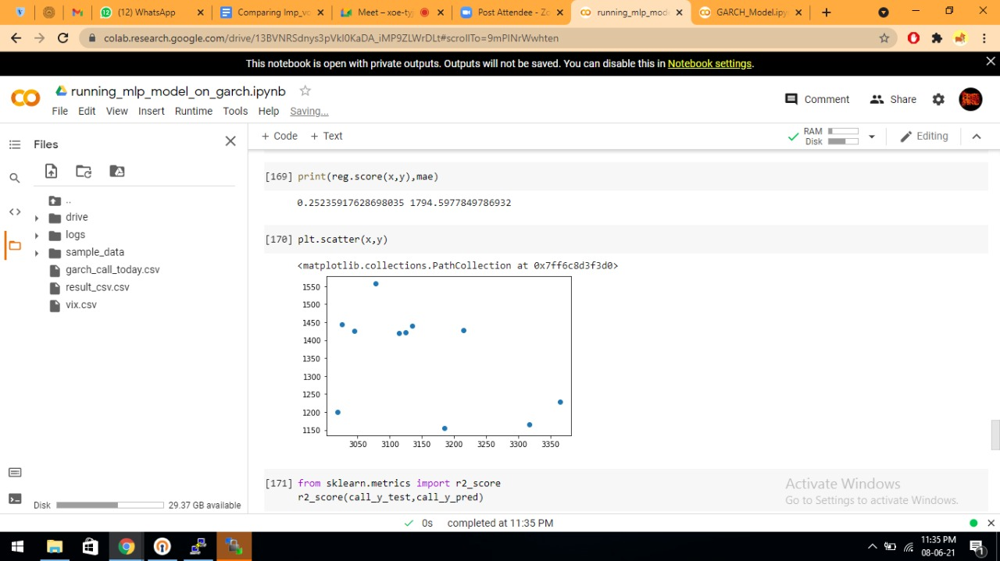 (12) WhatsApp
Comparing Imp_vo
Meet – xoe-ty
Post Attendee - Zo
running_mlp_mode
GARCH_Model.ipy
colab.research.google.com/drive/13BVNRSdnys3pVkI0KaDA_iMP9ZLWrDLt#scrollTo=9mPlNrWwhten
This notebook is open with private outputs. Outputs will not be saved. You can disable this in Notebook settings.
running_mlp_model_on_garch.ipynb
File Edit View Insert Runtime Tools Help Saving...
Comment Share
Files
+ Code + Text
RAM
Disk
Editing
..
drive
logs
sample_data
garch_call_today.csv
result_csv.csv
vix.csv
Disk 29.37 GB available
[169] print(reg.score(x,y),mae)
0.25235917628698035 1794.5977849786932
[170] plt.scatter(x,y)
<matplotlib.collections.PathCollection at 0x7ff6c8d3f3d0>
1550
1500
1450
1400
1350
1300
1250
1200
1150
3050 3100 3150 3200 3250 3300 3350
[171] from sklearn.metrics import r2_score
r2_score(call_y_test,call_y_pred)
Activate Windows
Go to Settings to activate Windows.
0s completed at 11:35 PM
11:35 PM
08-06-21
1